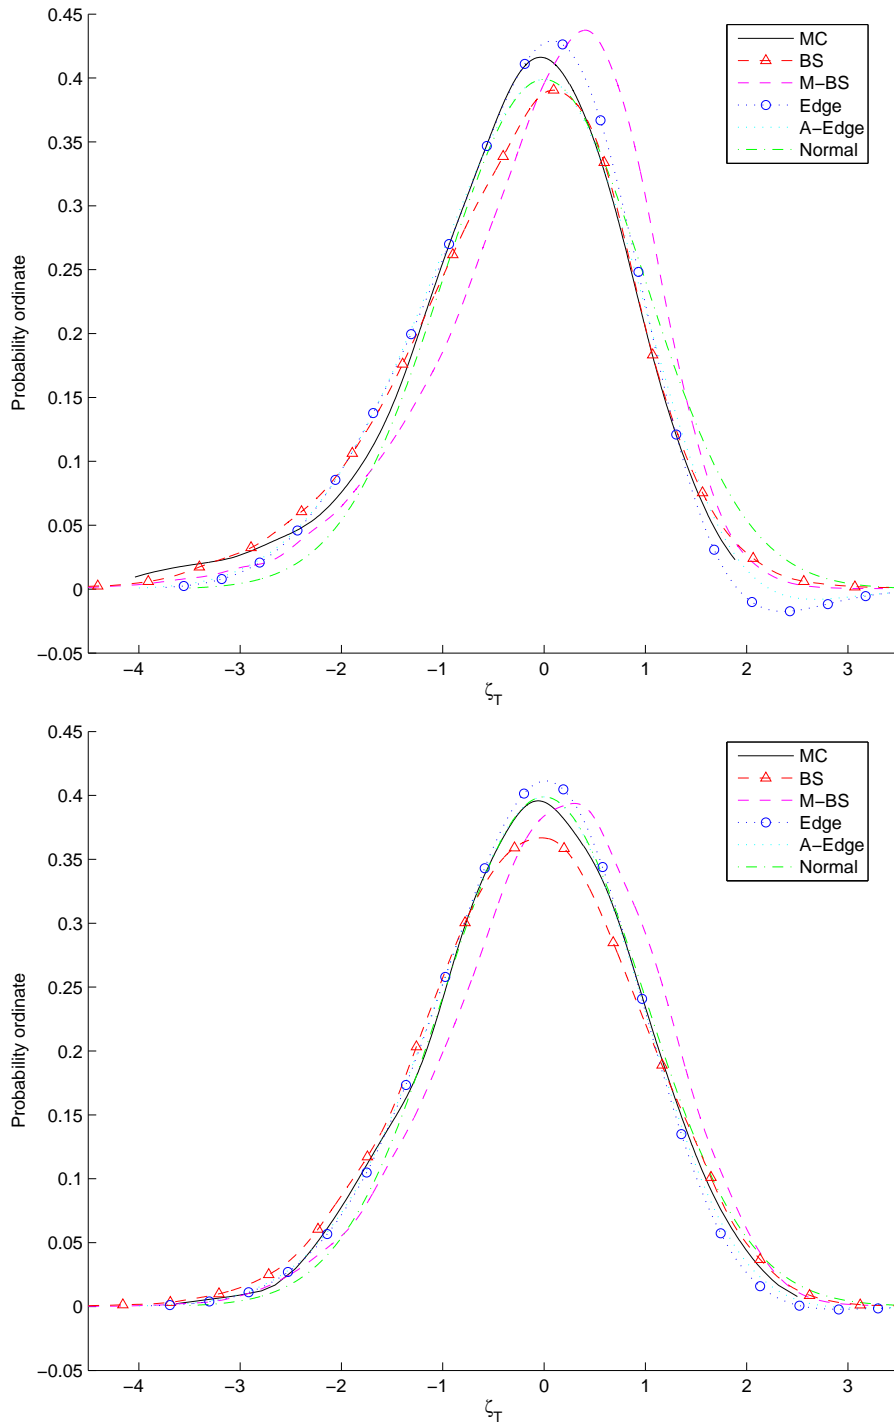 0.45
0.4
0.35
0.3
0.25
0.2
0.15
0.1
0.05
0
−0.05
Probability ordinate
MC
BS
M−BS
Edge
A−Edge
Normal
−4 −3 −2 −1 0 1 2 3
ζT
0.45
0.4
0.35
0.3
0.25
0.2
0.15
0.1
0.05
0
−0.05
Probability ordinate
MC
BS
M−BS
Edge
A−Edge
Normal
−4 −3 −2 −1 0 1 2 3
ζT